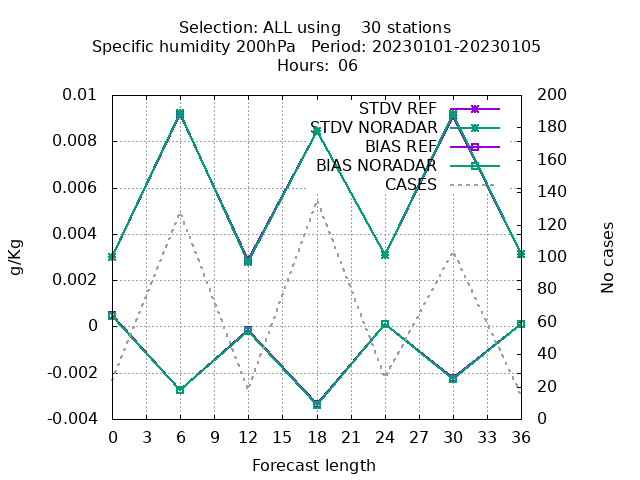 Selection: ALL using    30 stations
Specific humidity 200hPa   Period: 20230101-20230105
Hours: 06
STDV REF
STDV NORADAR
BIAS REF
BIAS NORADAR
CASES
g/Kg
0.01
0.008
0.006
0.004
0.002
0
-0.002
-0.004
200
180
160
140
120
100
80
60
40
20
0
No cases
0 3 6 9 12 15 18 21 24 27 30 33 36
Forecast length